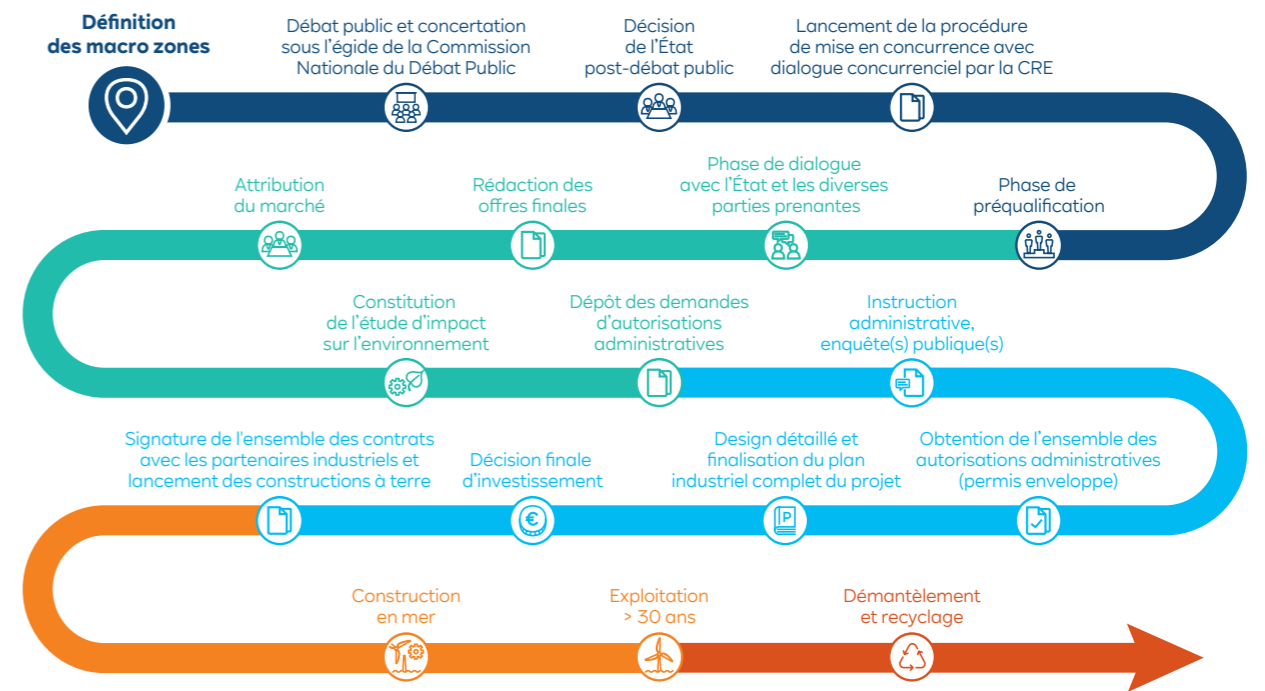 Définition
des macro zones
Débat public et concertation
sous l'égide de la Commission
Nationale du Débat Public
Décision
de l'État
post-débat public
Lancement de la procédure
de mise en concurrence avec
dialogue concurrenciel par la CRE
Phase de
préqualification
Phase de dialogue
avec l'État et les diverses
parties prenantes
Rédaction des
offres finales
Attribution
du marché
Constitution
de l'étude d'impact
sur l'environnement
Dépôt des demandes
d'autorisations
administratives
Instruction
administrative,
enquête(s) publique(s)
Obtention de l'ensemble des
autorisations administratives
(permis enveloppe)
Design détaillé et
finalisation du plan
industriel complet du projet
P
Décision finale
d'investissement
€
Signature de l'ensemble des contrats
avec les partenaires industriels et
lancement des constructions à terre
Construction
en mer
Exploitation
> 30 ans
Démantèlement
et recyclage